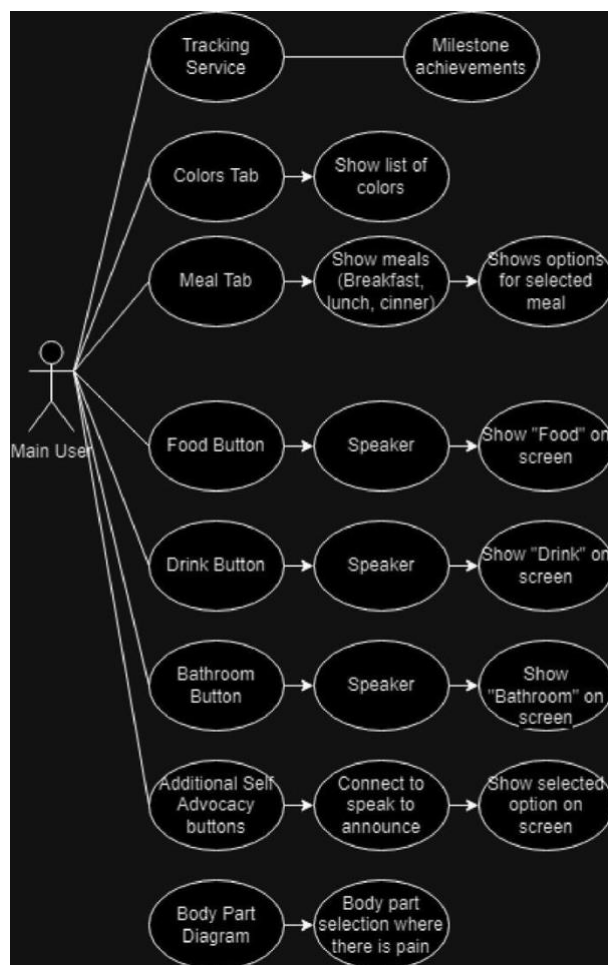 Tracking
Service
Milestone
achievements
Colors Tab
Show list of
colors
Meal Tab
Show meals
(Breakfast,
lunch, cinner)
Shows options
for selected
meal
Main User
Food Button
Speaker
Show "Food" on
screen
Drink Button
Speaker
Show "Drink" on
screen
Bathroom
Button
Speaker
Show
"Bathroom" on
screen
Additional Self
Advocacy
buttons
Connect to
speak to
announce
Show selected
option on
screen
Body Part
Diagram
Body part
selection where
there is pain